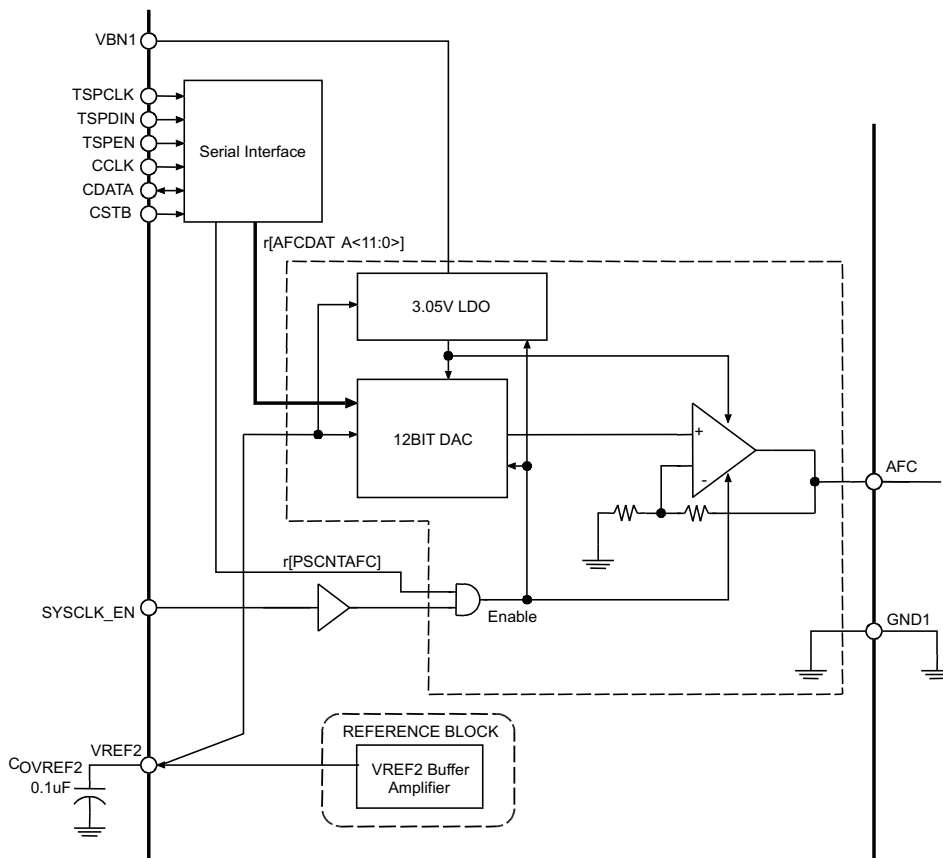 VBN1
TSPCLK
TSPDIN
TSPEN
CCLK
CDATA
CSTB
Serial Interface
r[AFCDAT A<11:0>]
3.05V LDO
12BIT DAC
+
-
AFC
r[PSCNTAFC]
SYSCLK_EN
Enable
GND1
REFERENCE BLOCK
VREF2
VREF2 Buffer
Amplifier
COVREF2
0.1uF